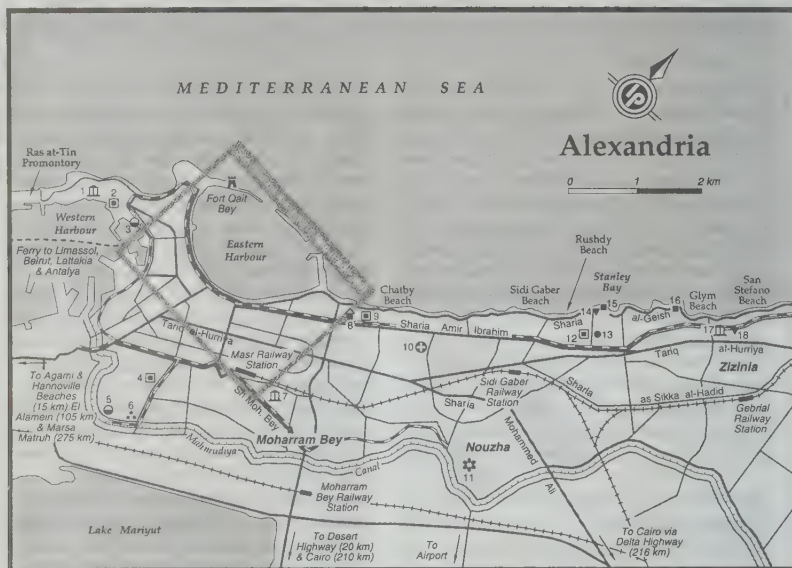 MEDITERRANEAN SEA
Alexandria
0 1 2 km
Ras at-Tin
Promontory
1
2
3
Western
Harbour
Fort Qait
Bey
Eastern
Harbour
Ferry to Limassol,
Beirut, Lattakia
& Antalya
Chatby
Beach
Sidi Gaber
Beach
Rushdy
Beach
Stanley
Bay
Glym
Beach
San
Stefano
Beach
8
9
10
14
15
16
12
13
17
18
Sharia Amir Ibrahim
Sharia al-Geish
Tariq al-Hurriya
Tariq al-Hurriya
Zizinia
Masr Railway
Station
4
5
6
7
Sh Moh. Bey
Moharram Bey
To Agami &
Hannoville
Beaches
(15 km) El
Alamein (105 km)
& Marsa
Matruh (275 km)
Sidi Gaber
Railway
Station
Sharia
Sharia
as Sikka al-Hadid
Gebrial
Railway
Station
Mahmudiya
Canal
Nouzha
11
Mohammed
Ali
Moharram
Bey Railway
Station
Lake Mariyut
To Desert
Highway (20 km)
& Cairo (210 km)
To
Airport
To Cairo via
Delta Highway
(216 km)